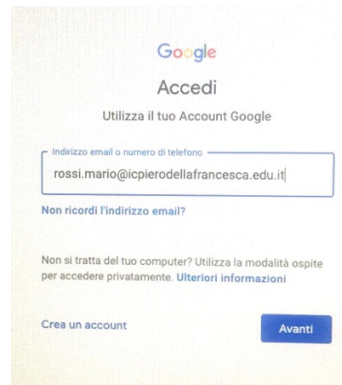 Google
Accedi
Utilizza il tuo Account Google
Indirizzo email o numero di telefono
rossi.mario@icpierodellafrancesca.edu.it
Non ricordi l'indirizzo email?
Non si tratta del tuo computer? Utilizza la modalità ospite
per accedere privatamente. Ulteriori informazioni
Crea un account
Avanti